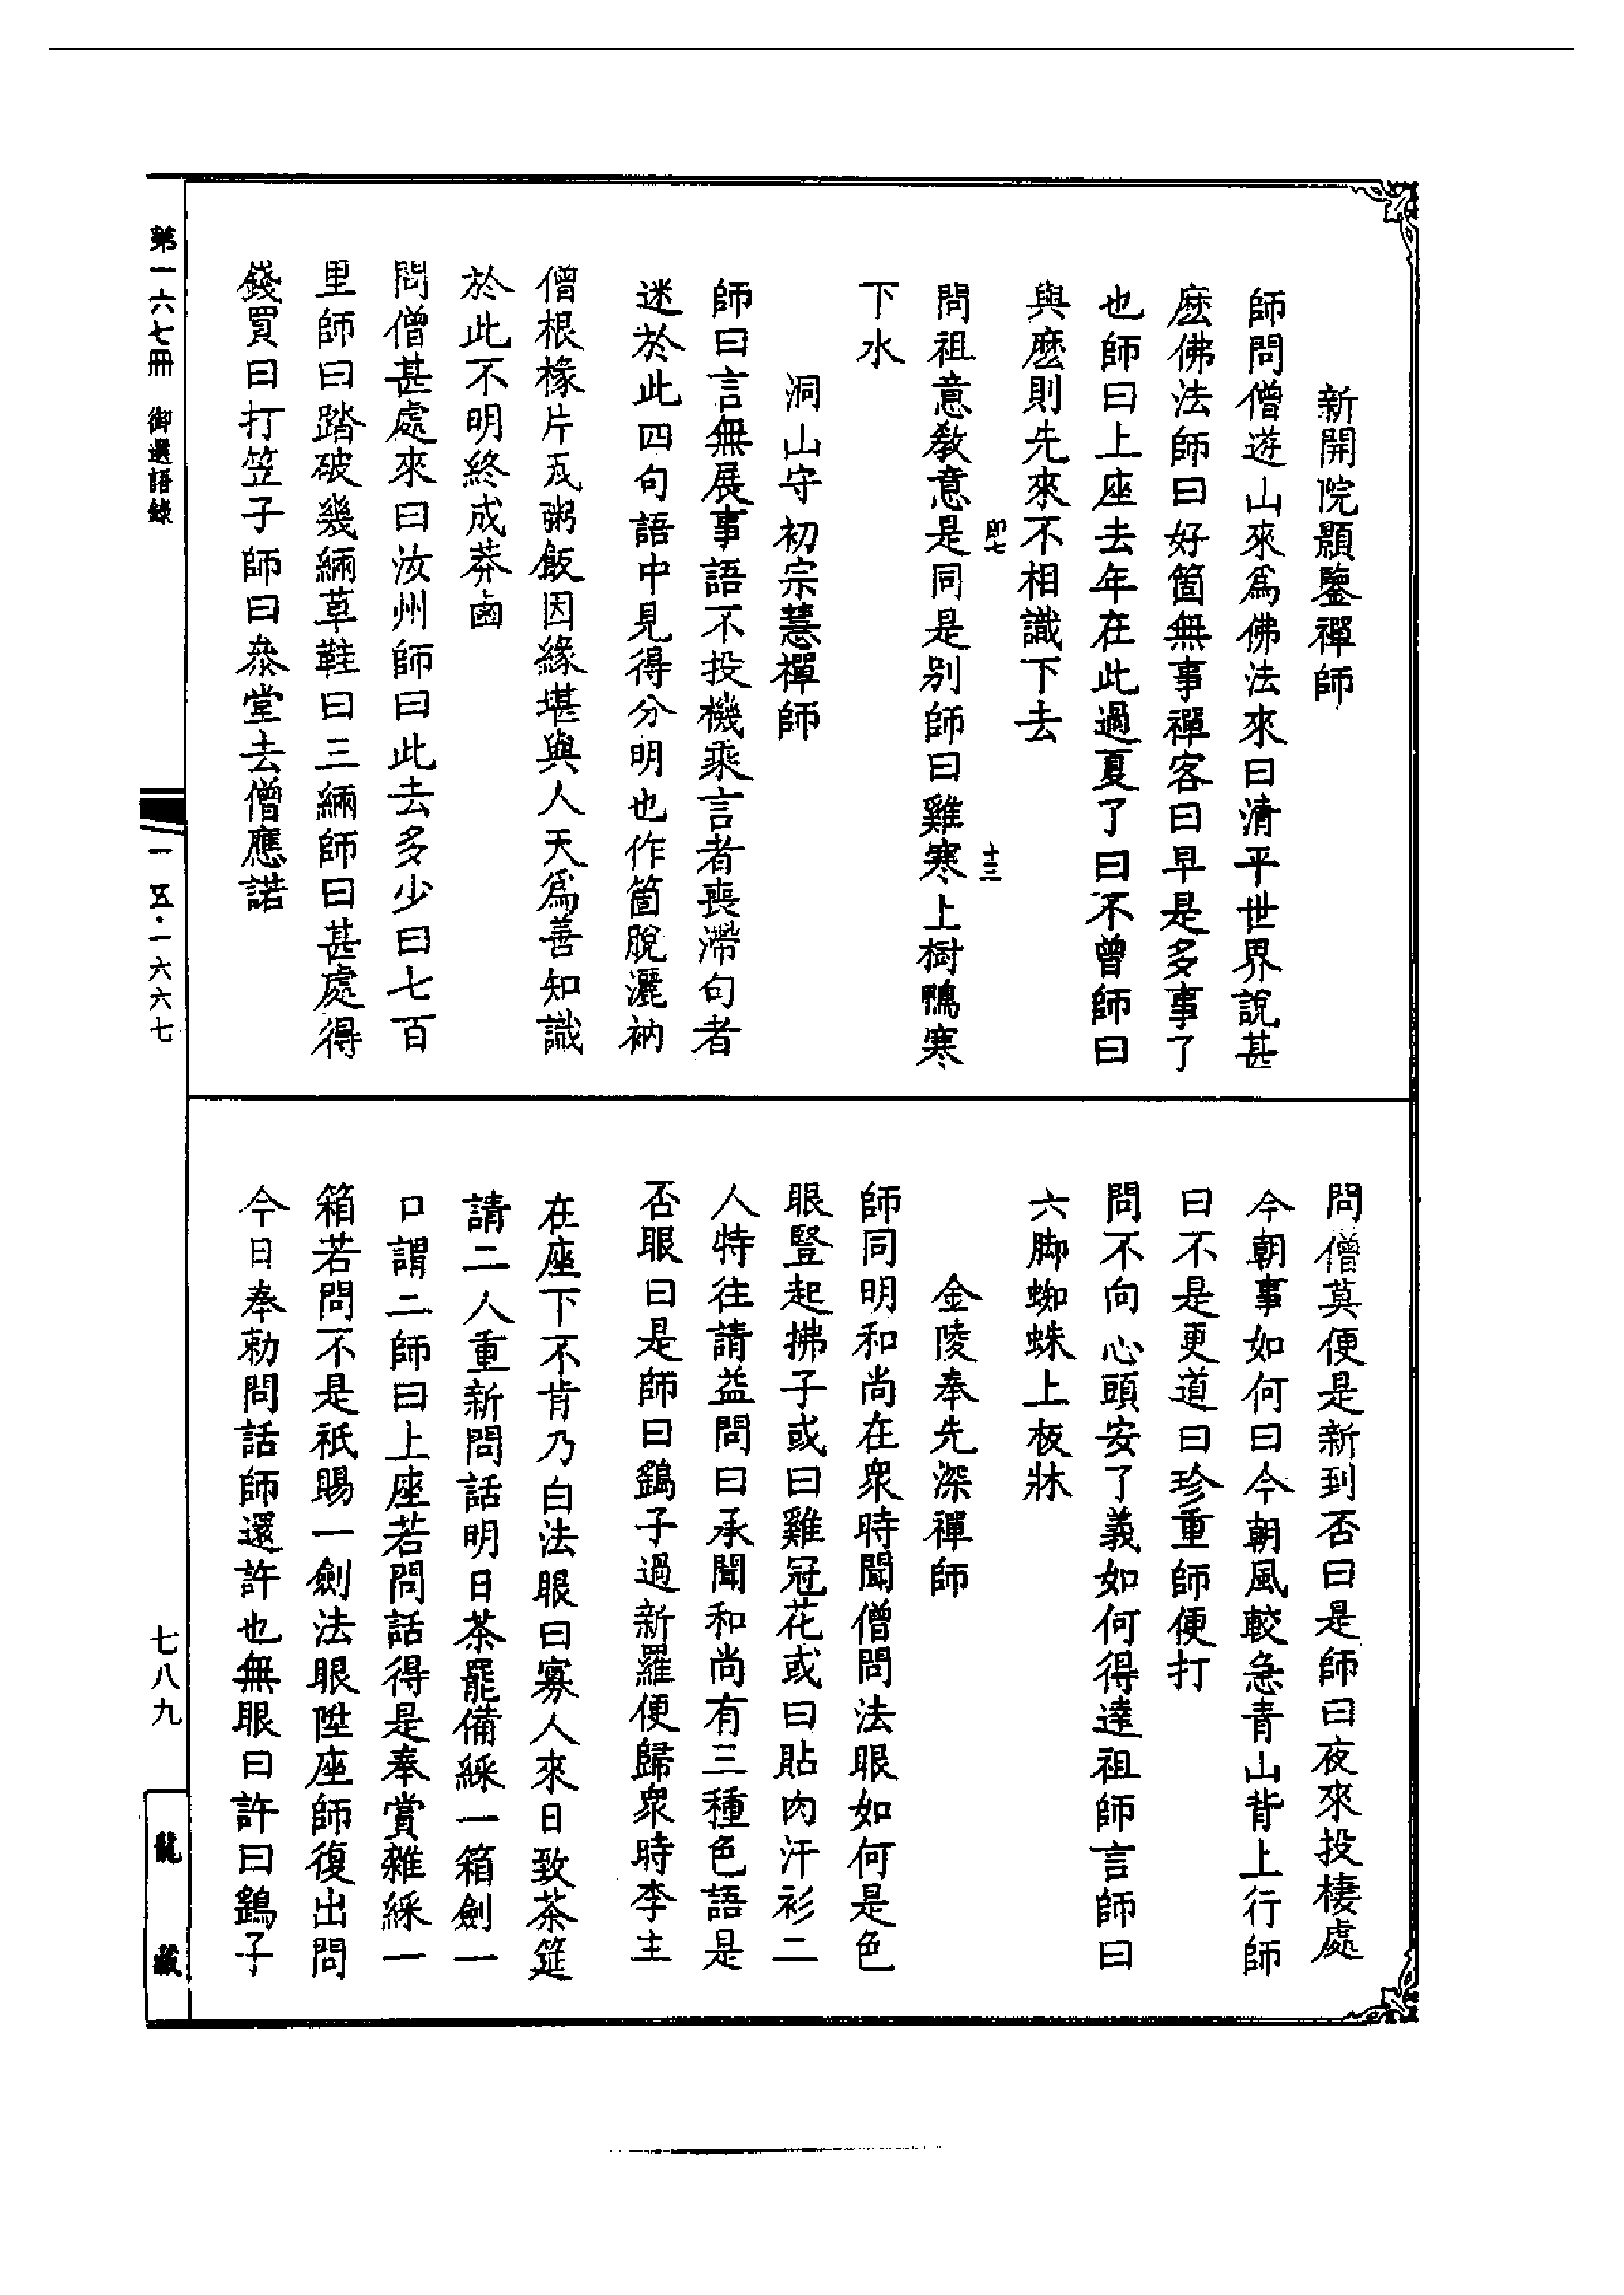 新開院顥鑒禪師
師問僧遊山來為佛法來曰清平世界說甚
麽佛法師曰好箇無事禪客曰早是多事了
也師曰上座去年在此過夏了曰不曾師曰
與麽則先來不相識下去
即七
十三
問祖意教意是同是別師曰雞寒上樹鴨寒
下水
洞山守初宗慧禪師
師曰言無展事語不投機乘言者喪滯句者
迷於此四句語中見得分明也作箇脫灑衲
僧根椽片瓦粥飯因緣堪與人天為善知識
於此不明終成莽鹵
問僧甚處來曰汝州師曰此去多少曰七百
里師曰踏破幾緉草鞋曰三緉師曰甚處得
錢買曰打笠子師曰叅堂去僧應諾
問僧莫便是新到否曰是師曰夜來投棲處
今朝事如何曰今朝風較急青山背上行師
曰不是更道曰珍重師便打
問不向心頭安了義如何得達祖師言師曰
六脚蜘蛛上板牀
金陵奉先深禪師
師同明和尚在衆時聞僧問法眼如何是色
眼豎起拂子或曰雞冠花或曰貼肉汗衫二
人特往請益問曰承聞和尚有三種色語是
否眼曰是師曰鷂子過新羅便歸衆時李主
在座下不肯乃白法眼曰寡人來日致茶筵
請二人重新問話明日茶罷備綵一箱劍一
口謂二師曰上座若問話得是奉賞雜綵一
箱若問不是祇賜一劍法眼陞座師復出問
今日奉勅問話師還許也無眼曰許曰鷂子
第一六七冊 御選語錄
一五·一六六七
七八九
龍藏